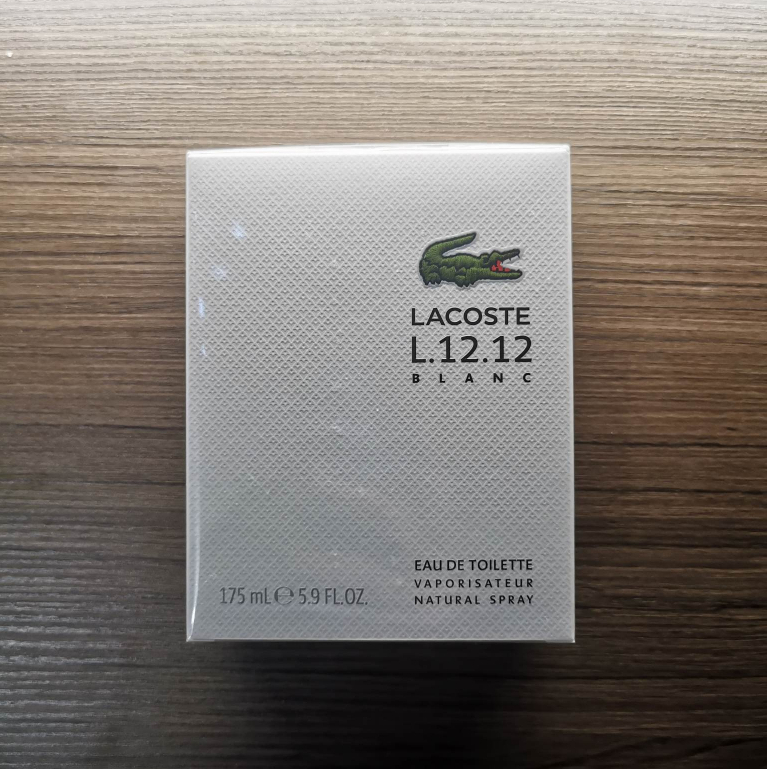 LACOSTE
L.12.12
BLANC
EAU DE TOILETTE
VAPORISATEUR
NATURAL SPRAY
175 mL ℮ 5.9 FL.OZ.